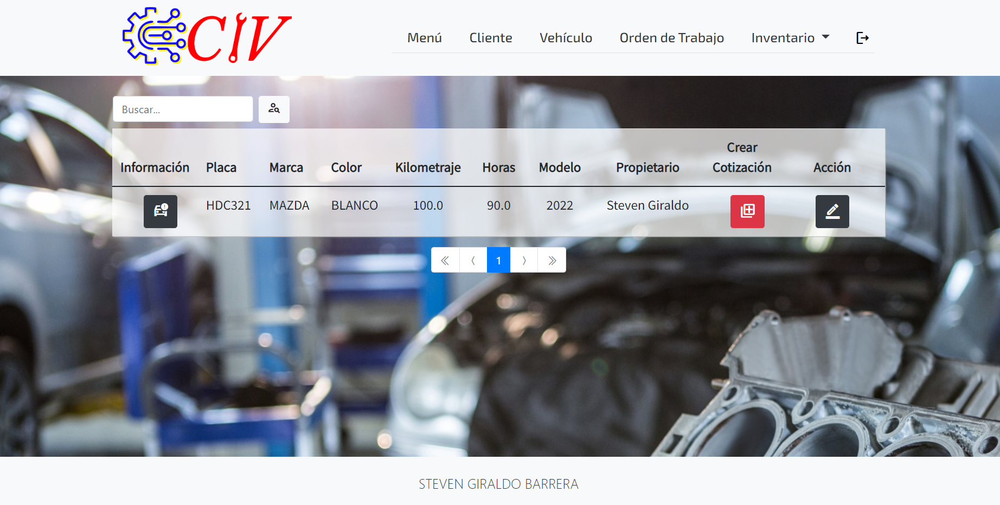 CIV
Menú Cliente Vehículo Orden de Trabajo Inventario
Buscar...
Información Placa Marca Color Kilometraje Horas Modelo Propietario Crear Cotización Acción
HDC321 MAZDA BLANCO 100.0 90.0 2022 Steven Giraldo
« ‹ 1 › »
STEVEN GIRALDO BARRERA